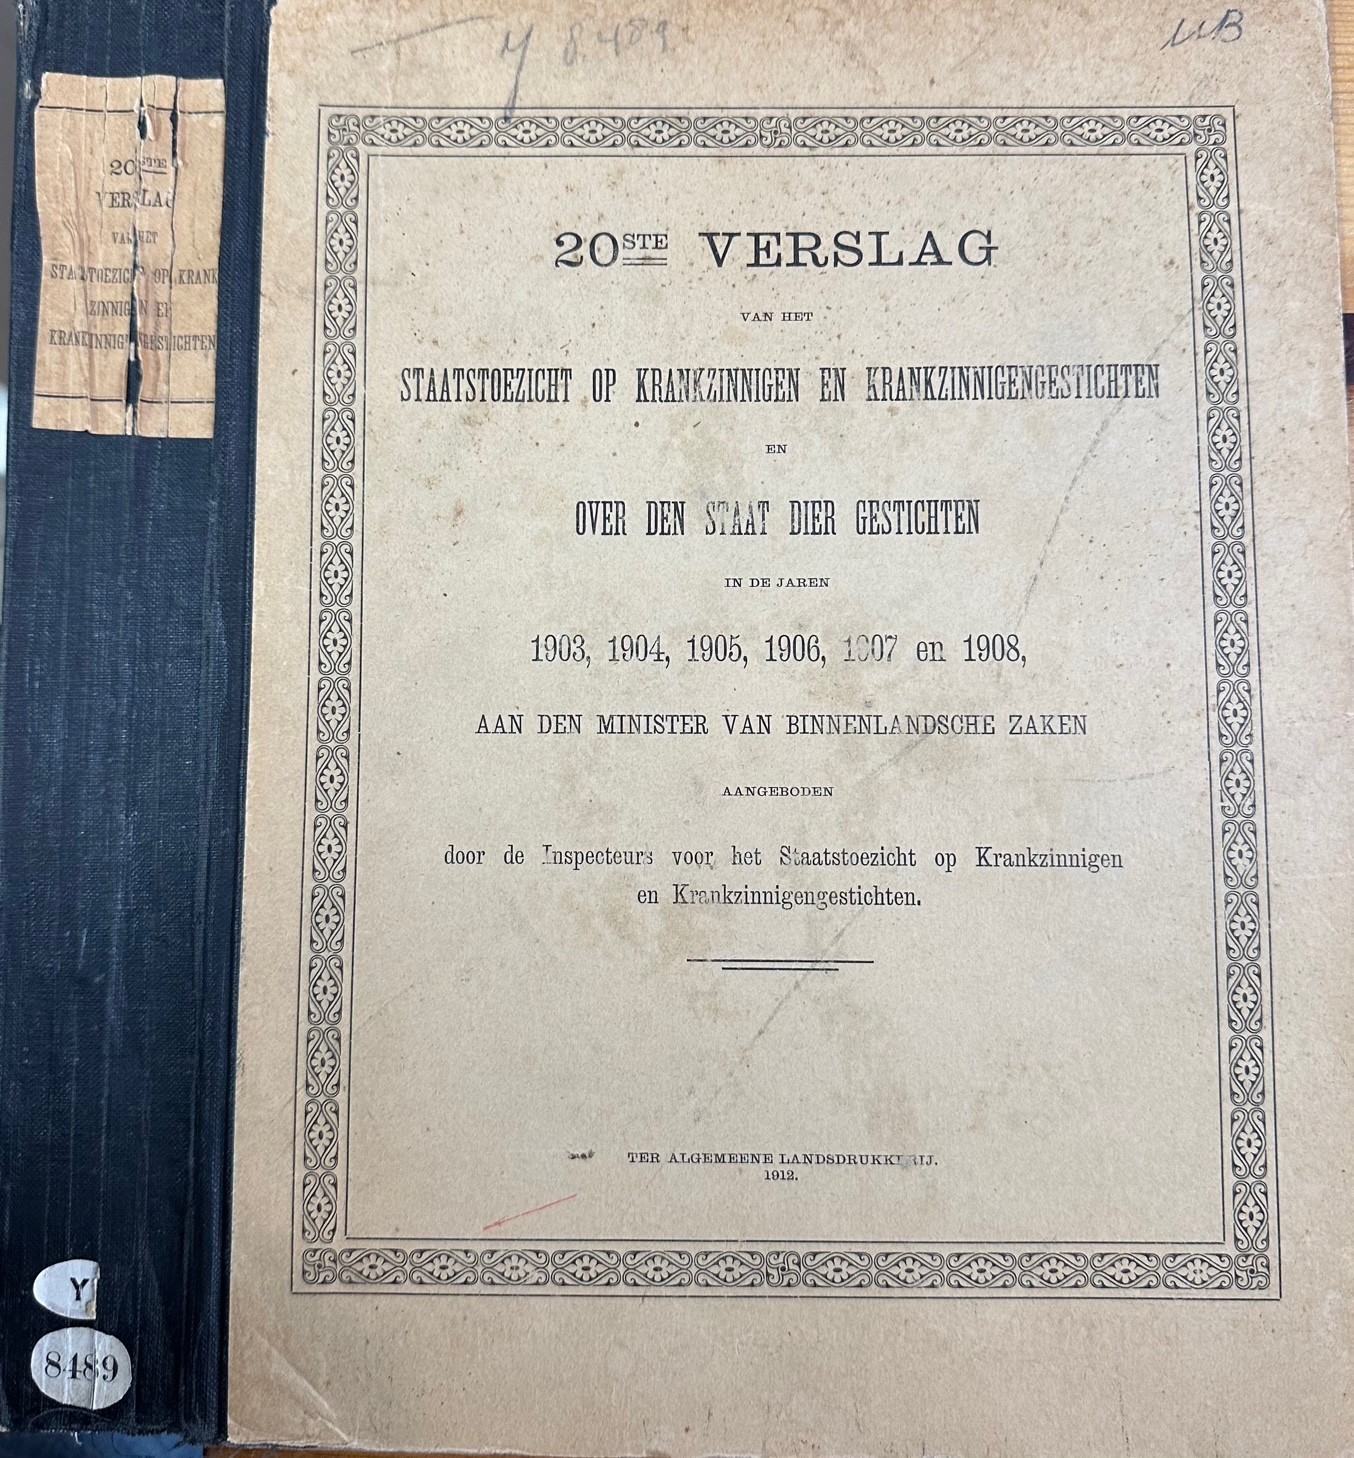 20STE
VERSLAG
VAN HET
STAATSTOEZICHT OP KRANK
ZINNIGEN EN
KRANKINNIGENGESTICHTEN
Y
8489
Y 8489
UB
20STE VERSLAG
VAN HET
STAATSTOEZICHT OP KRANKZINNIGEN EN KRANKZINNIGENGESTICHTEN
EN
OVER DEN STAAT DIER GESTICHTEN
IN DE JAREN
1903, 1904, 1905, 1906, 1907 en 1908,
AAN DEN MINISTER VAN BINNENLANDSCHE ZAKEN
AANGEBODEN
door de Inspecteurs voor het Staatstoezicht op Krankzinnigen
en Krankzinnigengestichten.
TER ALGEMEENE LANDSDRUKKERIJ.
1912.